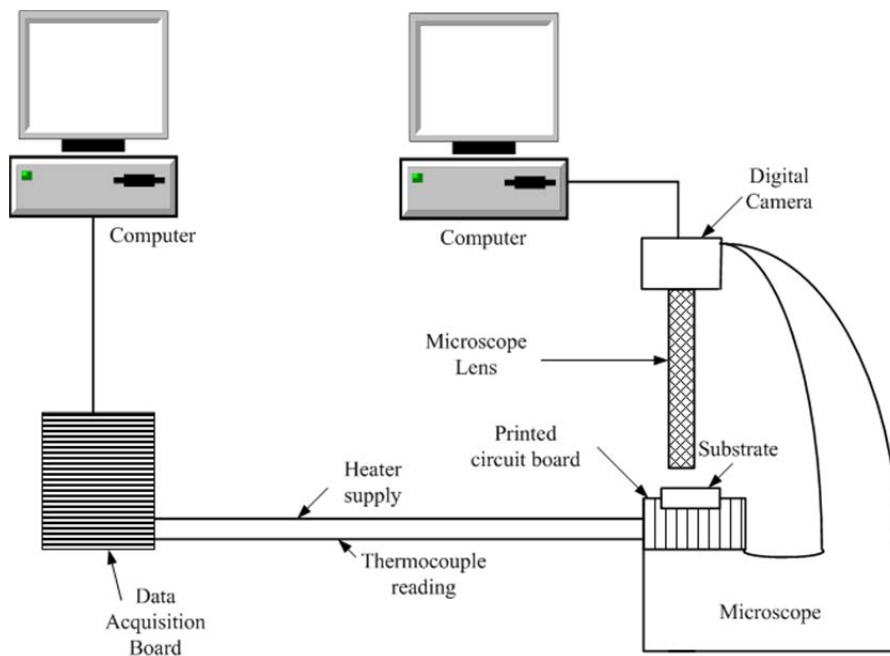 Computer
Computer
Digital
Camera
Microscope
Lens
Printed
circuit board
Substrate
Heater
supply
Thermocouple
reading
Data
Acquisition
Board
Microscope